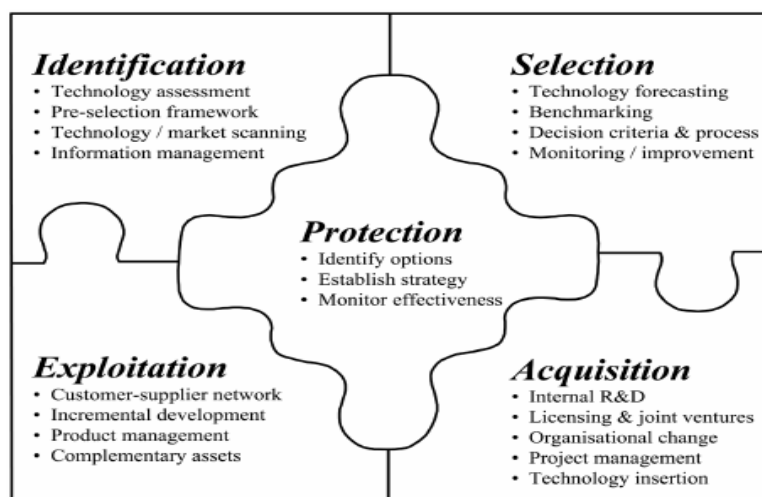 Identification
• Technology assessment
• Pre-selection framework
• Technology / market scanning
• Information management
Selection
• Technology forecasting
• Benchmarking
• Decision criteria & process
• Monitoring / improvement
Protection
• Identify options
• Establish strategy
• Monitor effectiveness
Exploitation
• Customer-supplier network
• Incremental development
• Product management
• Complementary assets
Acquisition
• Internal R&D
• Licensing & joint ventures
• Organisational change
• Project management
• Technology insertion